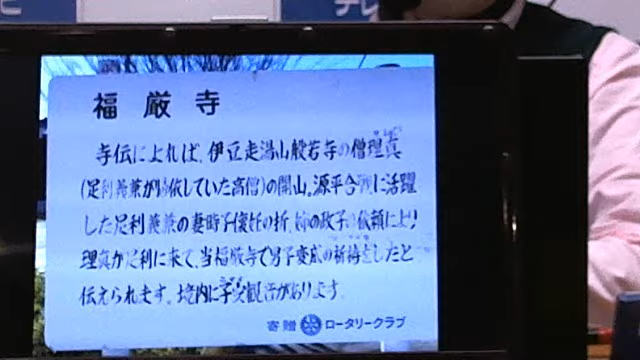 テレ
福厳寺
寺伝によれば、伊豆走湯山般若寺の僧理真
(足利義兼が帰依していた高僧)の開山。源平合戦に活躍
した足利義兼の妻時子懐妊の折、姉の政子の依頼により
理真が足利に来て、当福厳寺で男子変成の祈祷をしたと
伝えられます。境内に子安観音があります。
寄贈 ロータリークラブ